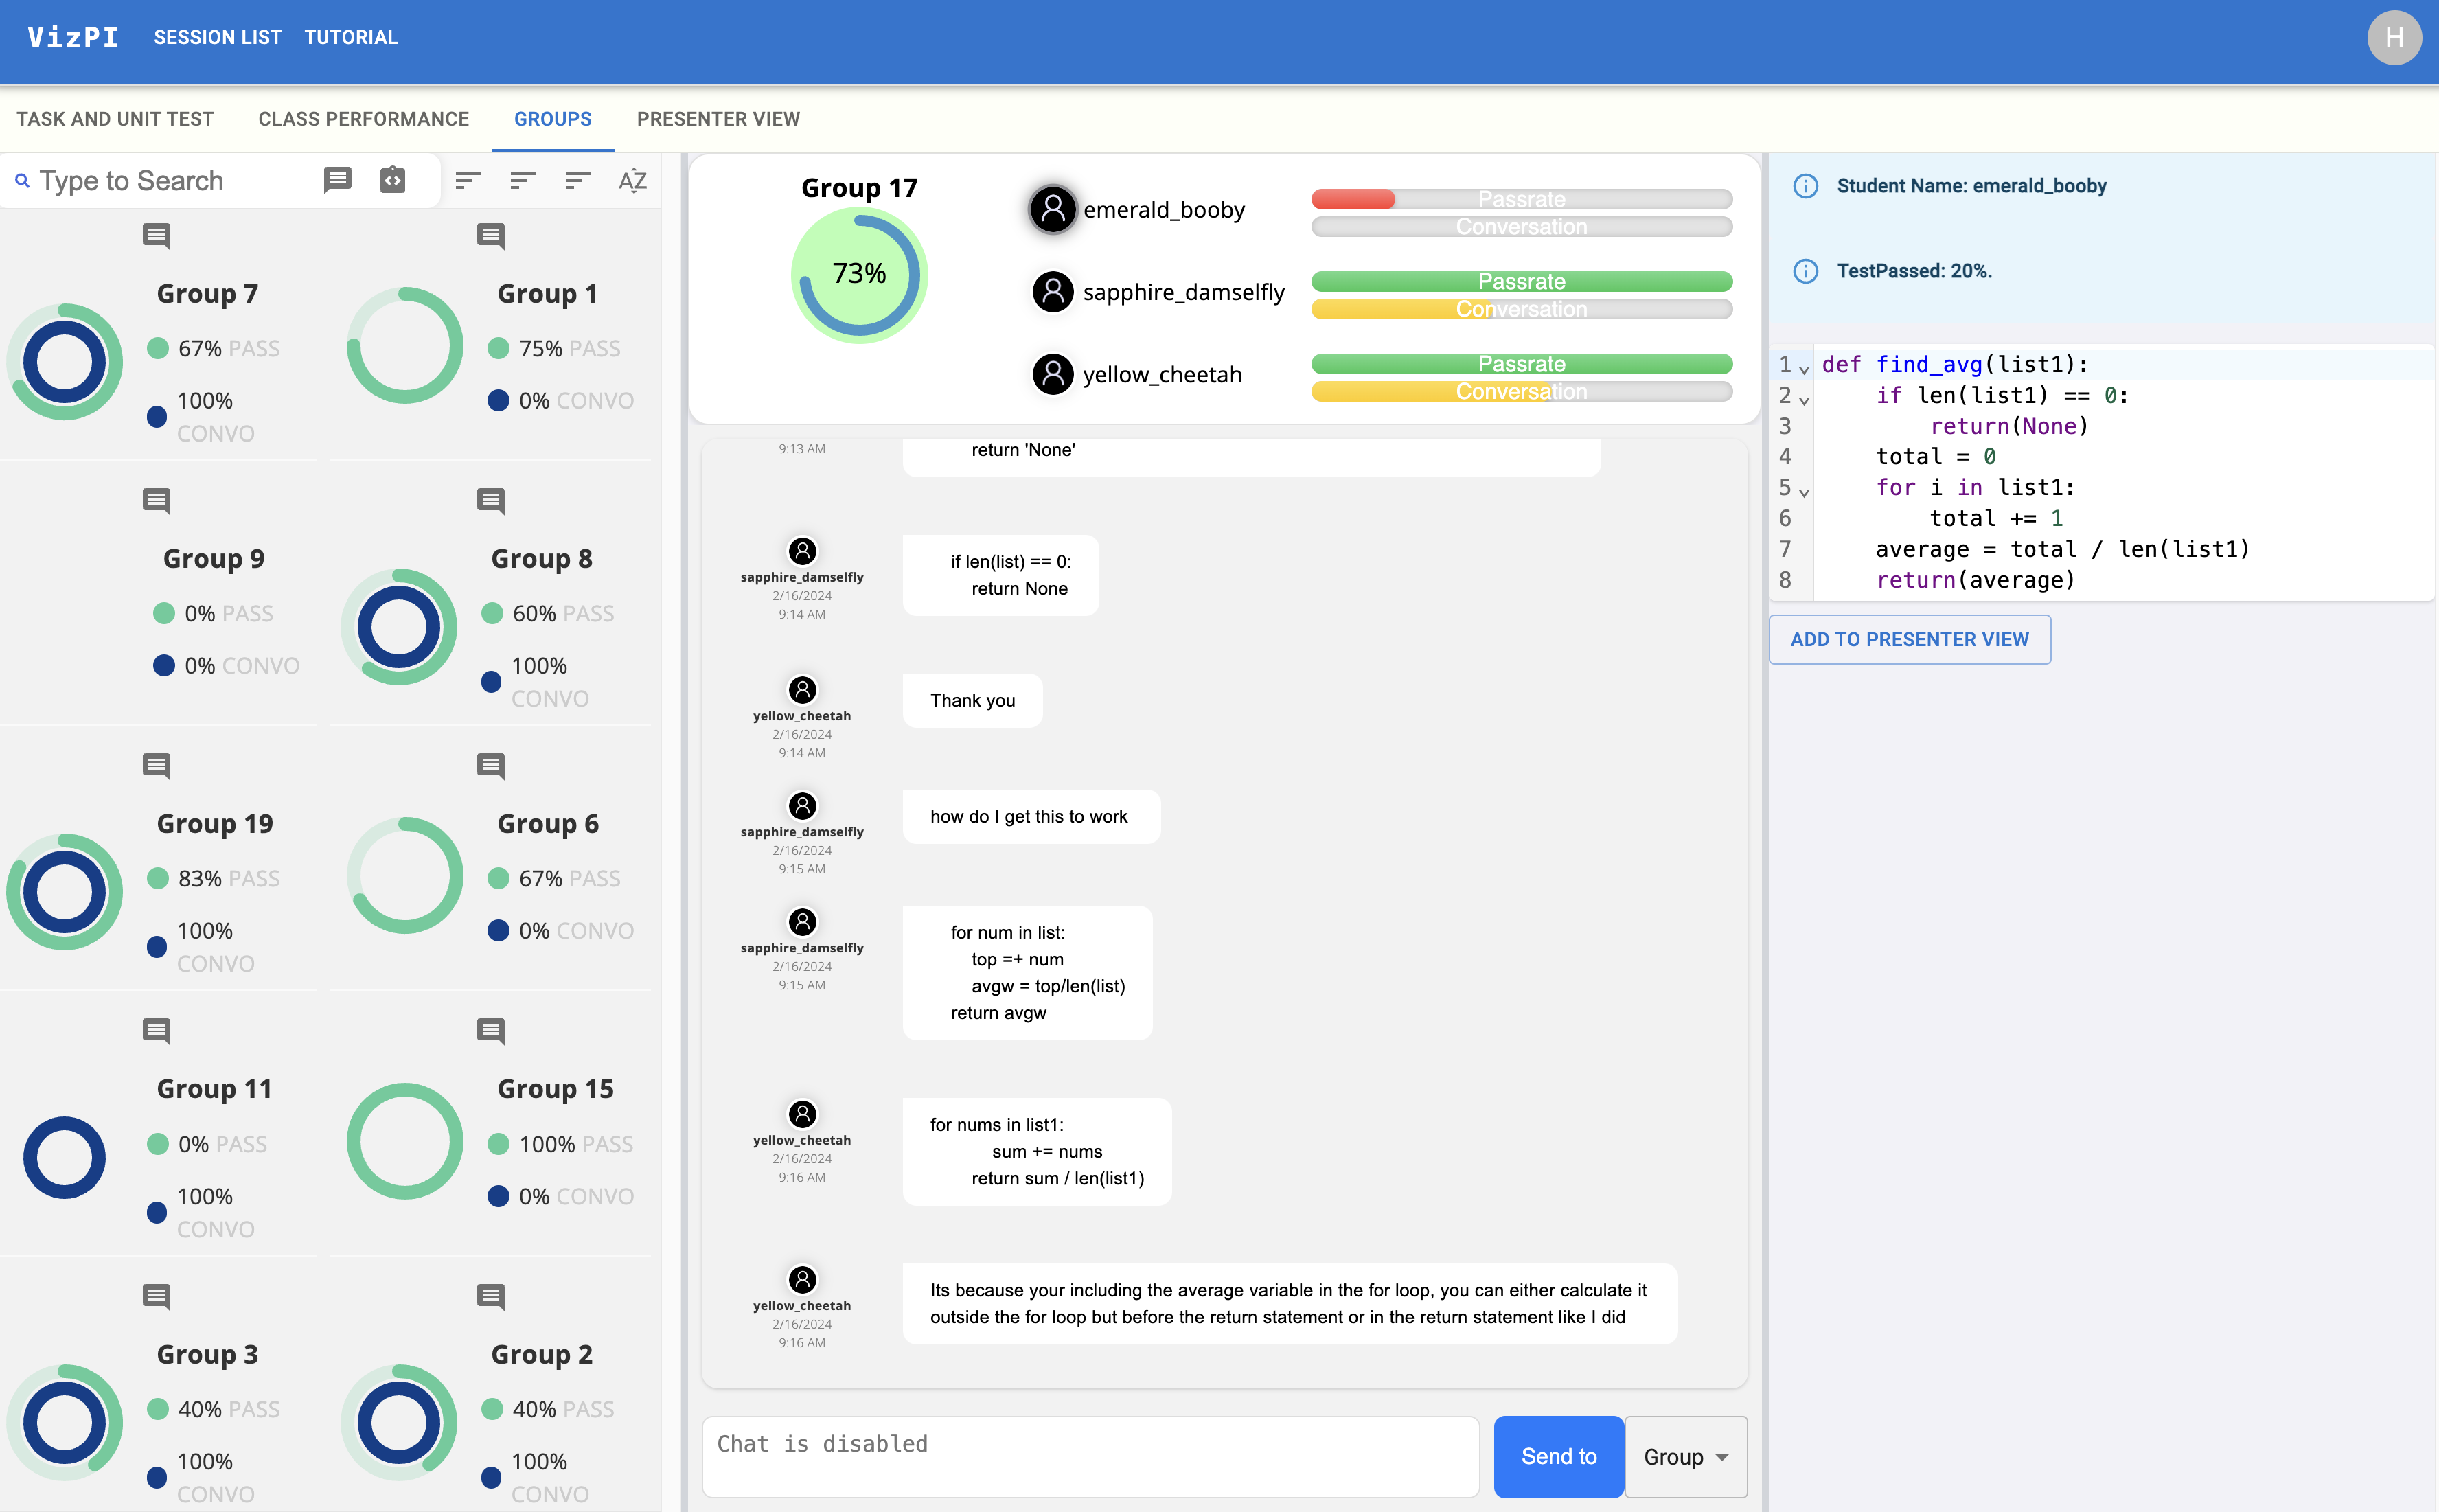 VizPI SESSION LIST TUTORIAL H
TASK AND UNIT TEST CLASS PERFORMANCE GROUPS PRESENTER VIEW
Type to Search
Group 7
67% PASS
100%
CONVO
Group 1
75% PASS
0% CONVO
Group 9
0% PASS
0% CONVO
Group 8
60% PASS
100%
CONVO
Group 19
83% PASS
100%
CONVO
Group 6
67% PASS
0% CONVO
Group 11
0% PASS
100%
CONVO
Group 15
100% PASS
0% CONVO
Group 3
40% PASS
100%
CONVO
Group 2
40% PASS
100%
CONVO
Group 17
73%
emerald_booby
Passrate
Conversation
sapphire_damselfly
Passrate
Conversation
yellow_cheetah
Passrate
Conversation
9:13 AM
return 'None'
sapphire_damselfly
2/16/2024
9:14 AM
if len(list) == 0:
return None
yellow_cheetah
2/16/2024
9:14 AM
Thank you
sapphire_damselfly
2/16/2024
9:15 AM
how do I get this to work
sapphire_damselfly
2/16/2024
9:15 AM
for num in list:
top =+ num
avgw = top/len(list)
return avgw
yellow_cheetah
2/16/2024
9:16 AM
for nums in list1:
sum += nums
return sum / len(list1)
yellow_cheetah
2/16/2024
9:16 AM
Its because your including the average variable in the for loop, you can either calculate it
outside the for loop but before the return statement or in the return statement like I did
Chat is disabled
Send to
Group
Student Name: emerald_booby
TestPassed: 20%.
1 def find_avg(list1):
2 if len(list1) == 0:
3 return(None)
4 total = 0
5 for i in list1:
6 total += 1
7 average = total / len(list1)
8 return(average)
ADD TO PRESENTER VIEW